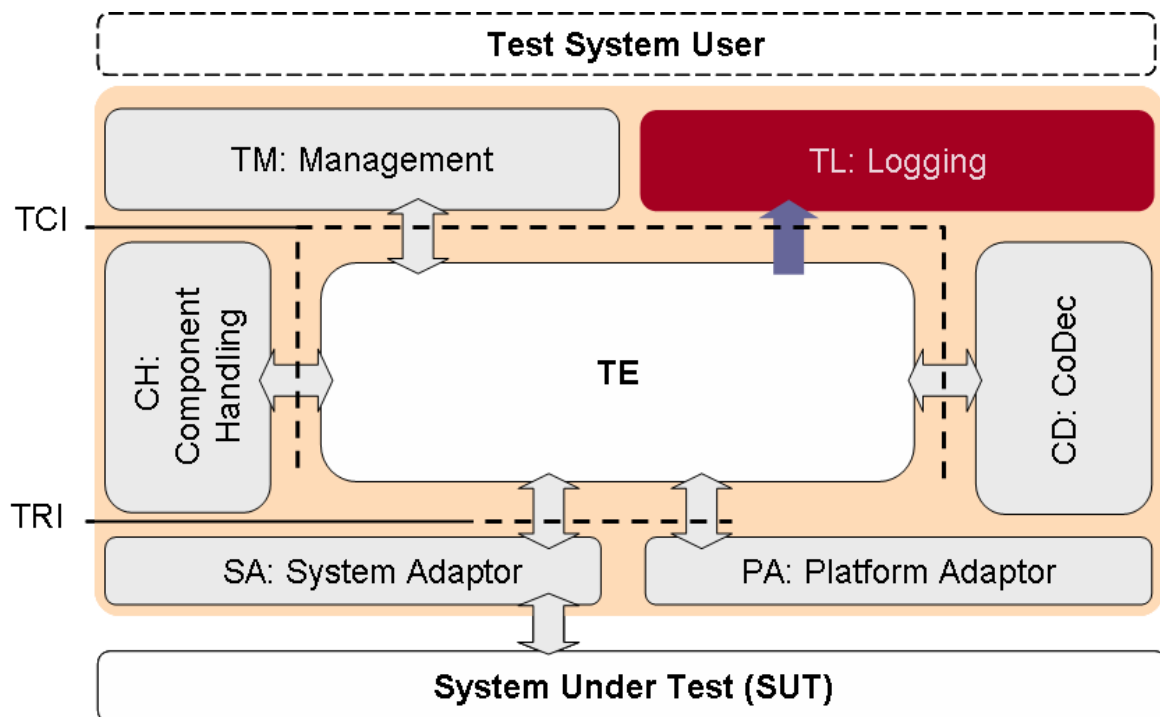 Test System User
TM: Management
TL: Logging
TCI
CH:
Component
Handling
TE
CD: CoDec
TRI
SA: System Adaptor
PA: Platform Adaptor
System Under Test (SUT)